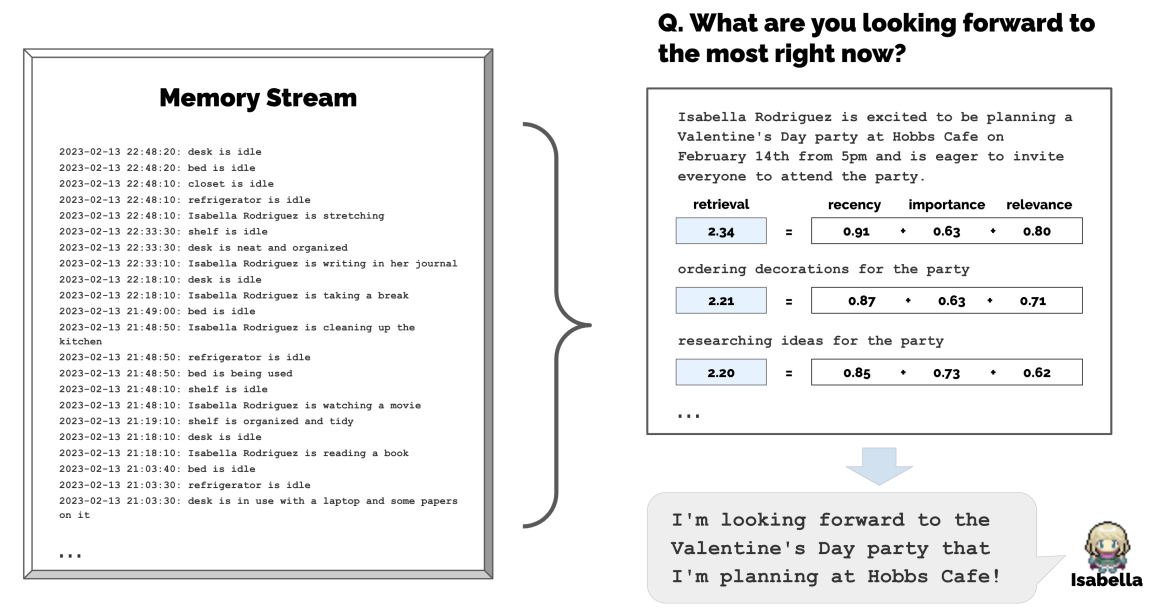 Memory Stream
2023-02-13 22:48:20: desk is idle
2023-02-13 22:48:20: bed is idle
2023-02-13 22:48:10: closet is idle
2023-02-13 22:48:10: refrigerator is idle
2023-02-13 22:48:10: Isabella Rodriguez is stretching
2023-02-13 22:33:30: shelf is idle
2023-02-13 22:33:30: desk is neat and organized
2023-02-13 22:33:10: Isabella Rodriguez is writing in her journal
2023-02-13 22:18:10: desk is idle
2023-02-13 22:18:10: Isabella Rodriguez is taking a break
2023-02-13 21:49:00: bed is idle
2023-02-13 21:48:50: Isabella Rodriguez is cleaning up the
kitchen
2023-02-13 21:48:50: refrigerator is idle
2023-02-13 21:48:50: bed is being used
2023-02-13 21:48:10: shelf is idle
2023-02-13 21:48:10: Isabella Rodriguez is watching a movie
2023-02-13 21:19:10: shelf is organized and tidy
2023-02-13 21:18:10: desk is idle
2023-02-13 21:18:10: Isabella Rodriguez is reading a book
2023-02-13 21:03:40: bed is idle
2023-02-13 21:03:30: refrigerator is idle
2023-02-13 21:03:30: desk is in use with a laptop and some papers
on it
...
Q. What are you looking forward to
the most right now?
Isabella Rodriguez is excited to be planning a
Valentine's Day party at Hobbs Cafe on
February 14th from 5pm and is eager to invite
everyone to attend the party.
retrieval recency importance relevance
2.34 = 0.91 + 0.63 + 0.80
ordering decorations for the party
2.21 = 0.87 + 0.63 + 0.71
researching ideas for the party
2.20 = 0.85 + 0.73 + 0.62
...
I'm looking forward to the
Valentine's Day party that
I'm planning at Hobbs Cafe!
Isabella